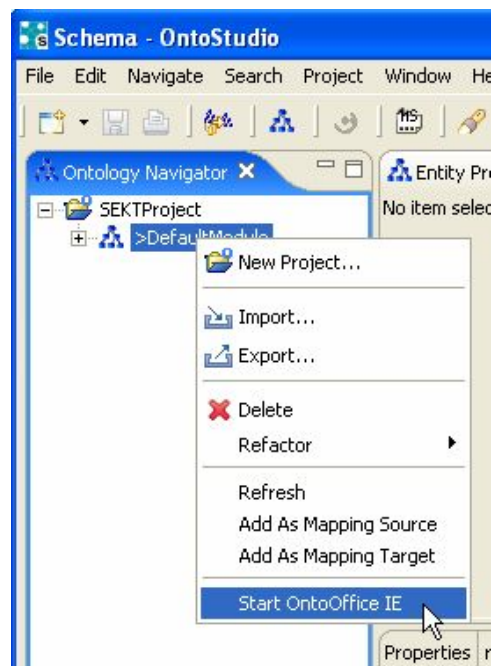 Schema - OntoStudio
File Edit Navigate Search Project Window He
Ontology Navigator
Entity Pr
SEKTProject
No item selec
>DefaultModule
New Project...
Import...
Export...
Delete
Refactor
Refresh
Add As Mapping Source
Add As Mapping Target
Start OntoOffice IE
Properties r